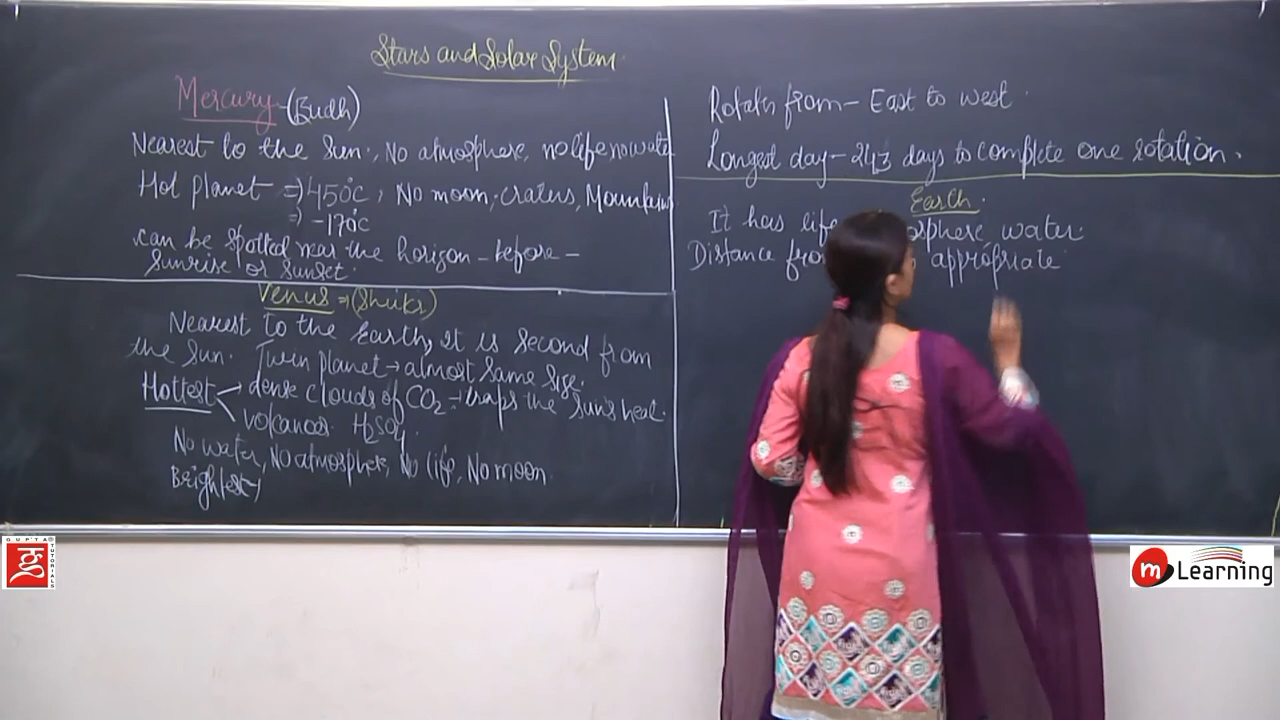 Stars and Solar System
Mercury - (Budh)
Nearest to the Sun., No atmosphere, no life no water
Hot planet ⇒ 450°C, No moon, craters, Mountains
⇒ -170°C
can be spotted near the horizon - before -
sunrise or sunset.
Venus ⇒ (Shukr)
Nearest to the Earth, it is second from
the Sun. Twin planet → almost same size.
Hottest dense clouds of CO2 → traps the Sun's heat.
volcanoes H2SO4.
No water, No atmosphere, No life, No moon
Brightest
Rotates from - East to west.
Longest day - 243 days to complete one rotation.
Earth.
It has life water.
Distance appropriate
GUPTA TUTORIALS
m Learning